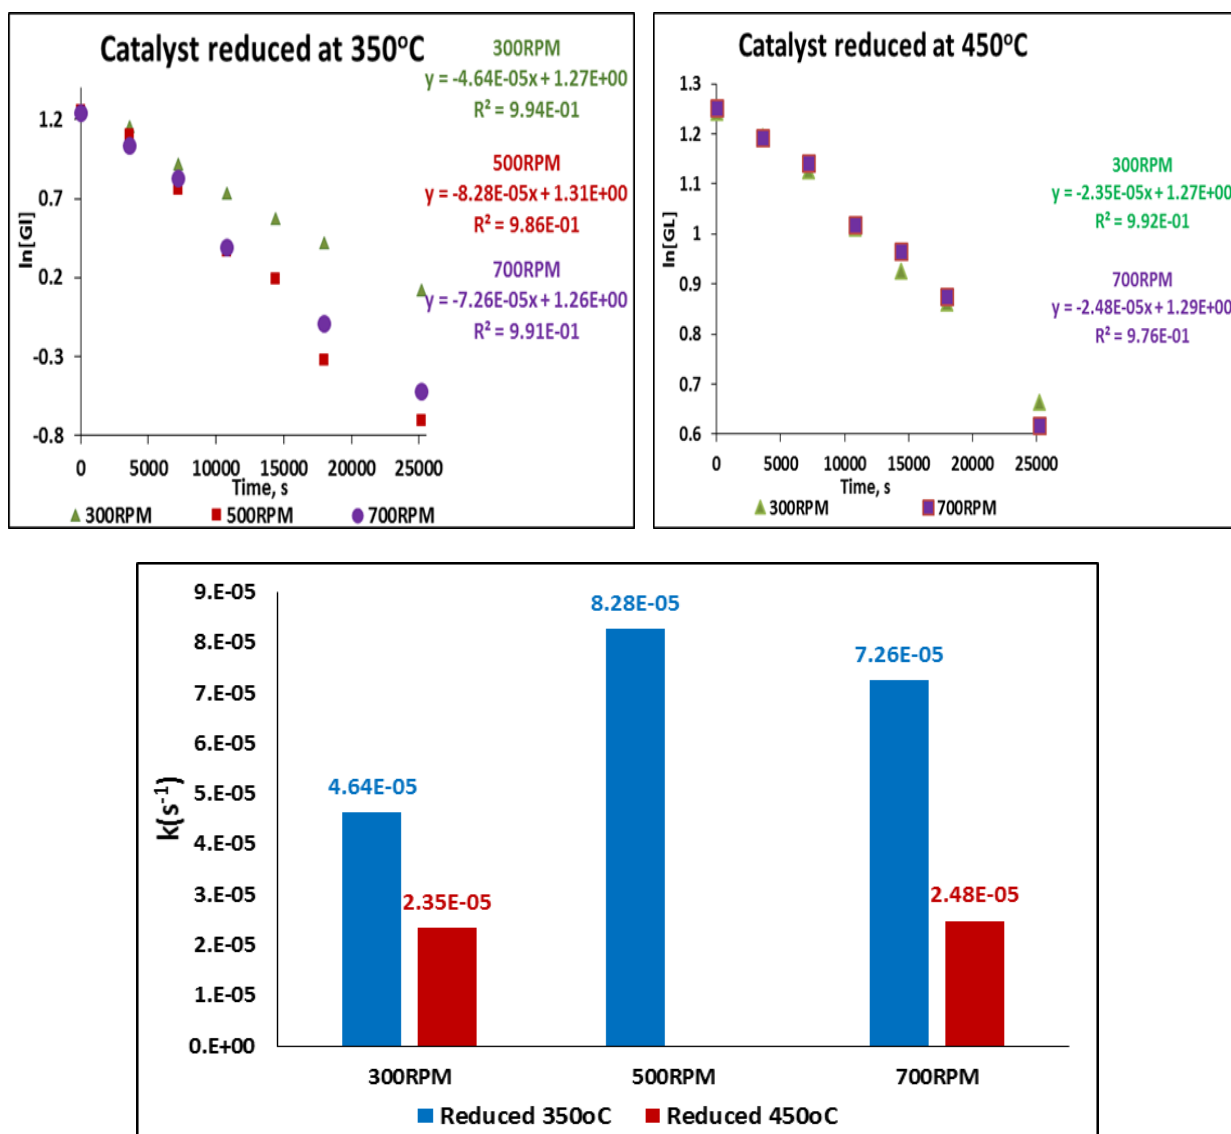 Catalyst reduced at 350°C
300RPM
y = -4.64E-05x + 1.27E+00
R² = 9.94E-01
500RPM
y = -8.28E-05x + 1.31E+00
R² = 9.86E-01
700RPM
y = -7.26E-05x + 1.26E+00
R² = 9.91E-01
ln[Gl]
1.2
0.7
0.2
-0.3
-0.8
0 5000 10000 15000 20000 25000
Time, s
300RPM 500RPM 700RPM
Catalyst reduced at 450°C
300RPM
y = -2.35E-05x + 1.27E+00
R² = 9.92E-01
700RPM
y = -2.48E-05x + 1.29E+00
R² = 9.76E-01
ln[GL]
1.3
1.2
1.1
1
0.9
0.8
0.7
0.6
0 5000 10000 15000 20000 25000
Time, s
300RPM 700RPM
k(s⁻¹)
9.E-05
8.E-05
7.E-05
6.E-05
5.E-05
4.E-05
3.E-05
2.E-05
1.E-05
0.E+00
4.64E-05
2.35E-05
8.28E-05
7.26E-05
2.48E-05
300RPM 500RPM 700RPM
Reduced 350oC Reduced 450oC